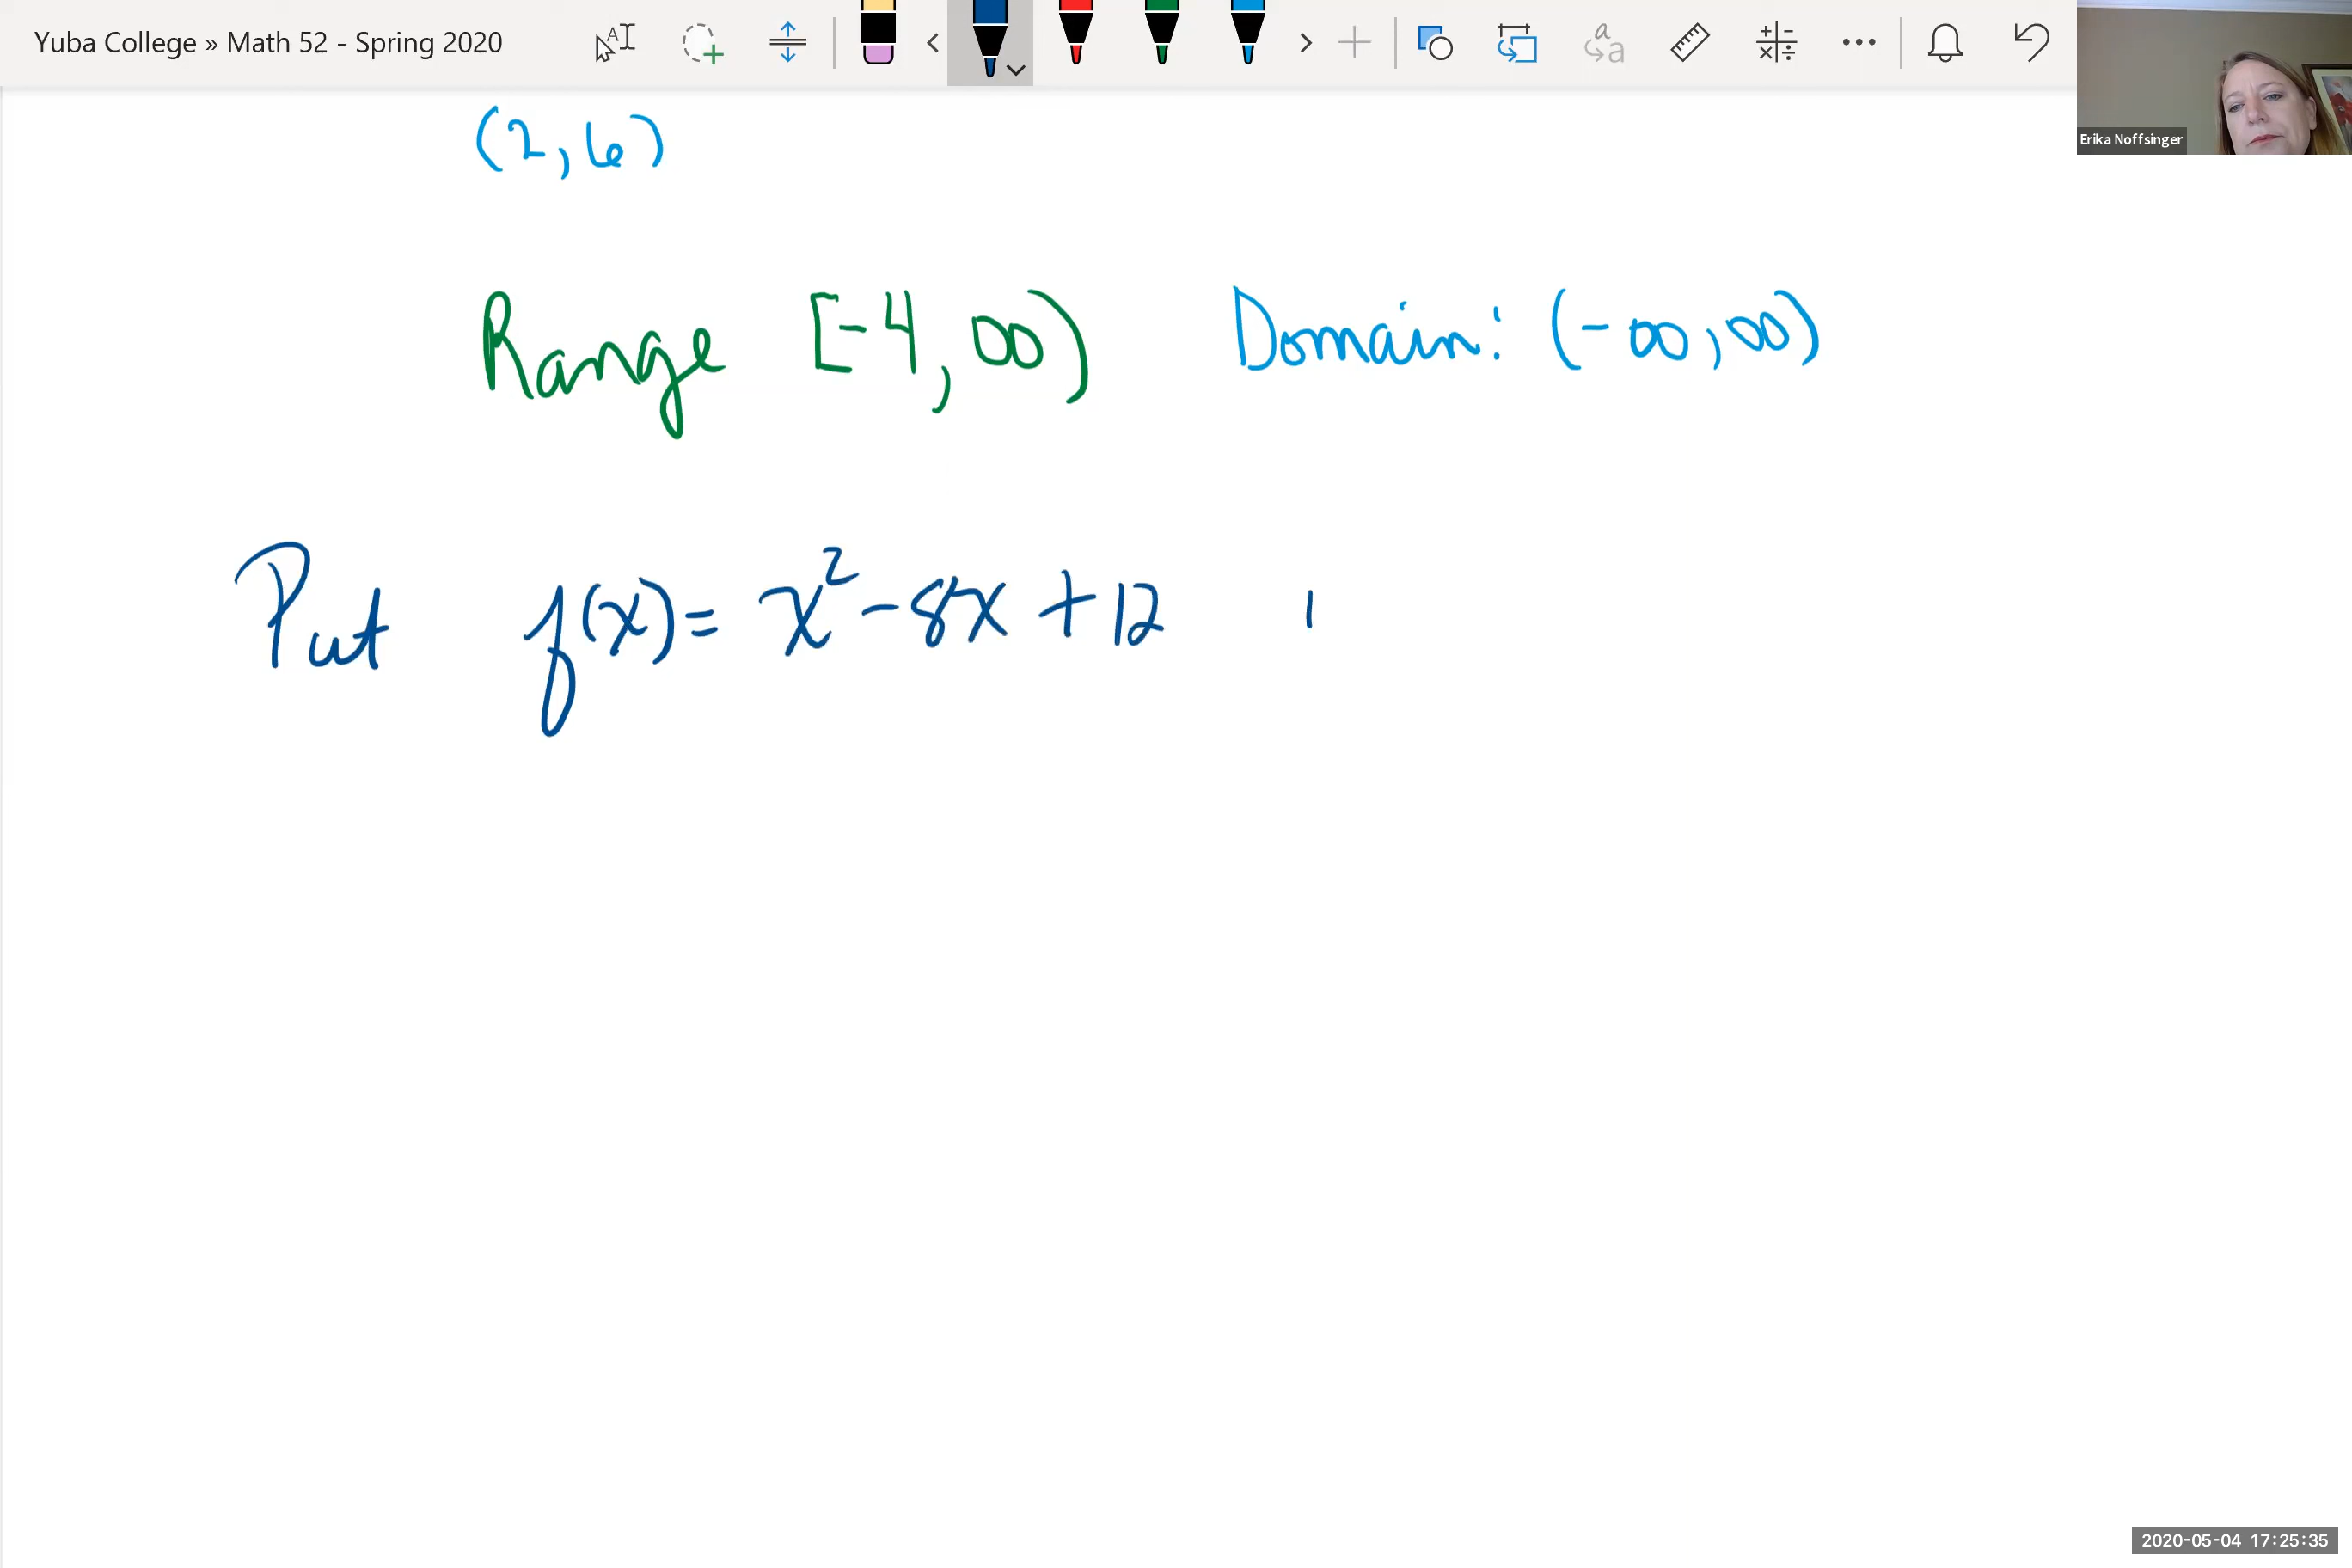 Yuba College » Math 52 - Spring 2020
Erika Noffsinger
(2,6)
Range [-4,∞) Domain: (-∞,∞)
Put f(x)= x²-8x+12 I
2020-05-04 17:25:35